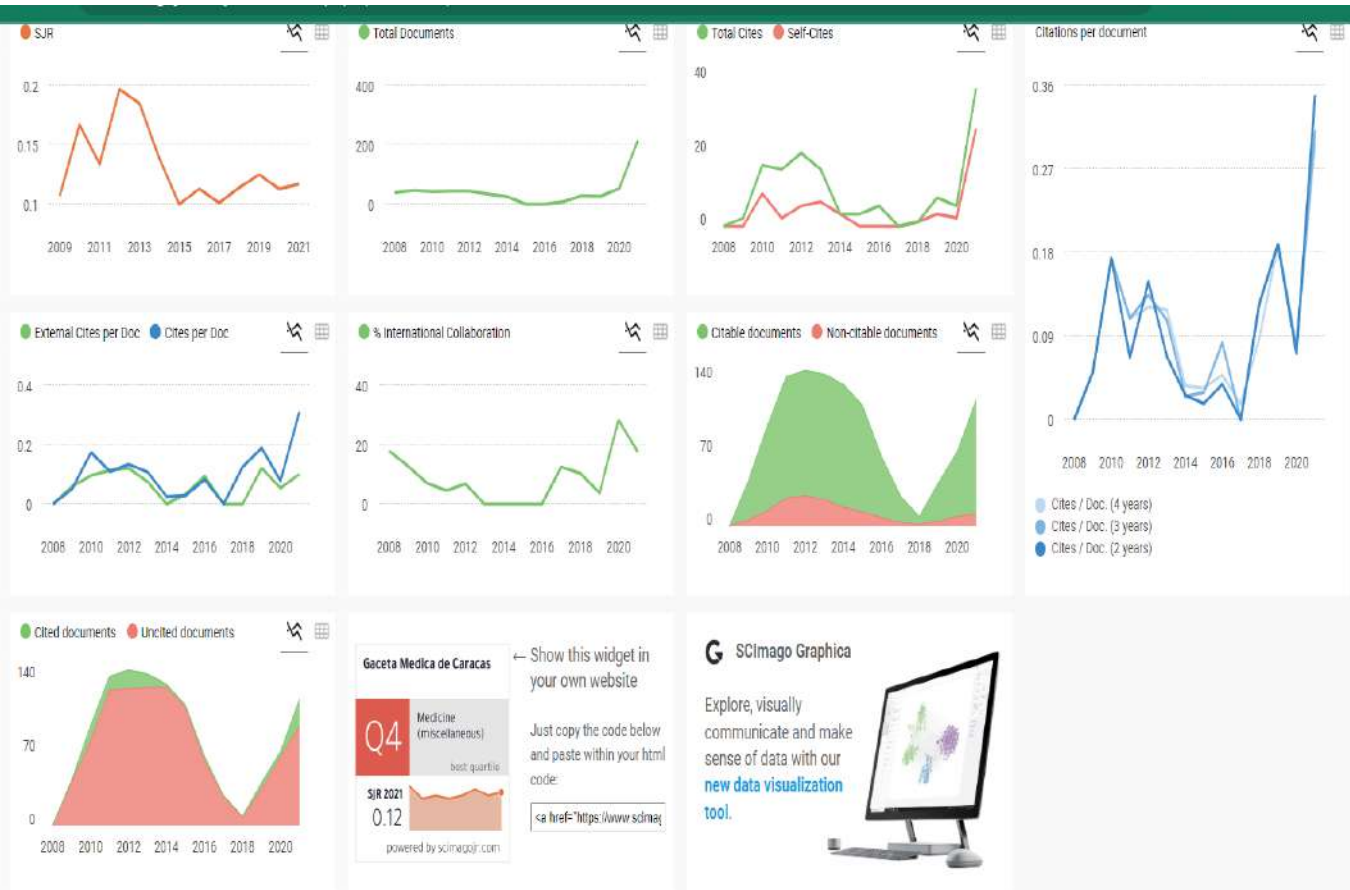 SJR
0.2
0.15
0.1
2009 2011 2013 2015 2017 2019 2021
Total Documents
400
200
0
2008 2010 2012 2014 2016 2018 2020
Total Cites Self-Cites
40
20
0
2008 2010 2012 2014 2016 2018 2020
Citations per document
0.36
0.27
0.18
0.09
0
2008 2010 2012 2014 2016 2018 2020
Cites / Doc. (4 years)
Cites / Doc. (3 years)
Cites / Doc. (2 years)
External Cites per Doc Cites per Doc
0.4
0.2
0
2008 2010 2012 2014 2016 2018 2020
% International Collaboration
40
20
0
2008 2010 2012 2014 2016 2018 2020
Citable documents Non-citable documents
140
70
0
2008 2010 2012 2014 2016 2018 2020
Cited documents Uncited documents
140
70
0
2008 2010 2012 2014 2016 2018 2020
Gaceta Medica de Caracas
Q4
Medicine
(miscellaneous)
best quartile
SJR 2021
0.12
powered by scimagojr.com
← Show this widget in
your own website
Just copy the code below
and paste within your html
code:
<a href="https://www.scimag
G SCImago Graphica
Explore, visually
communicate and make
sense of data with our
new data visualization
tool.